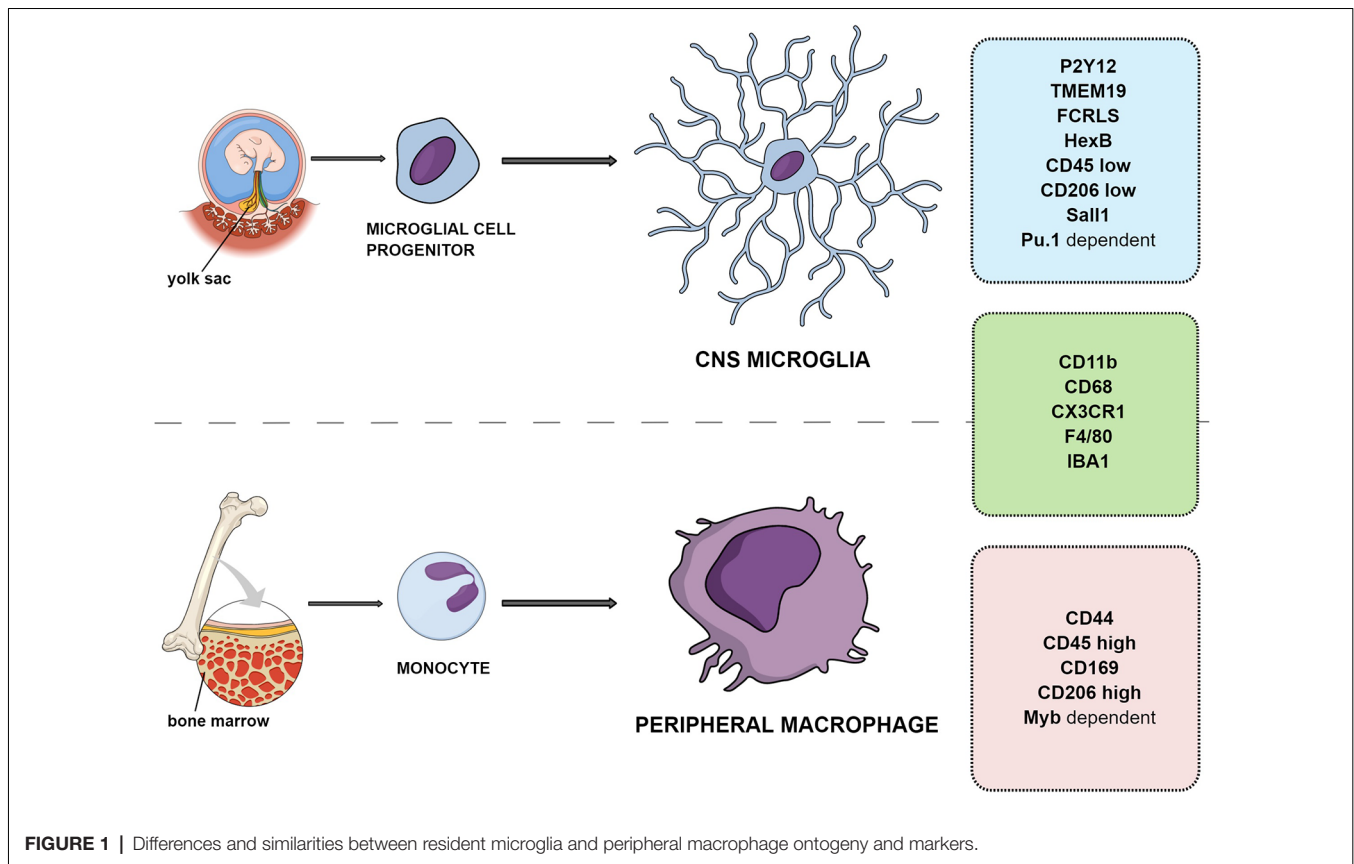 yolk sac
MICROGLIAL CELL
PROGENITOR
CNS MICROGLIA
P2Y12
TMEM19
FCRLS
HexB
CD45 low
CD206 low
Sall1
Pu.1 dependent
CD11b
CD68
CX3CR1
F4/80
IBA1
bone marrow
MONOCYTE
PERIPHERAL MACROPHAGE
CD44
CD45 high
CD169
CD206 high
Myb dependent
FIGURE 1 | Differences and similarities between resident microglia and peripheral macrophage ontogeny and markers.